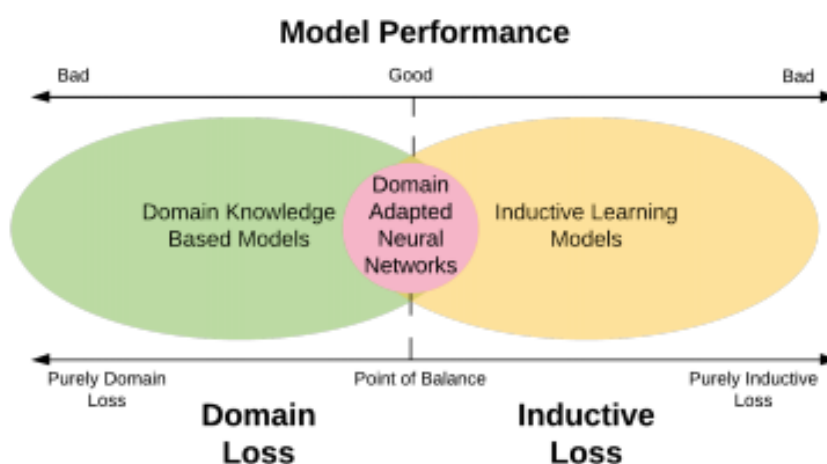 Model Performance
Bad
Good
Bad
Domain Knowledge
Based Models
Domain
Adapted
Neural
Networks
Inductive Learning
Models
Purely Domain
Loss
Point of Balance
Purely Inductive
Loss
Domain
Loss
Inductive
Loss